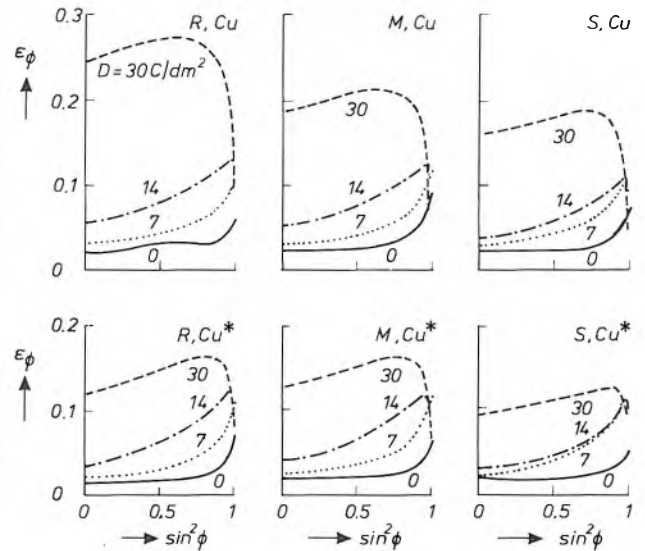 R, Cu
M, Cu
S, Cu
0.3
0.2
0.1
0
εϕ
D = 30 C/dm²
14
7
0
30
14
7
0
30
14
7
0
R, Cu*
M, Cu*
S, Cu*
0.2
0.1
0
εϕ
30
14
7
0
30
14
7
0
30
14
7
0
0 0.5 1
0 0.5 1
0 0.5 1
sin²ϕ
sin²ϕ
sin²ϕ